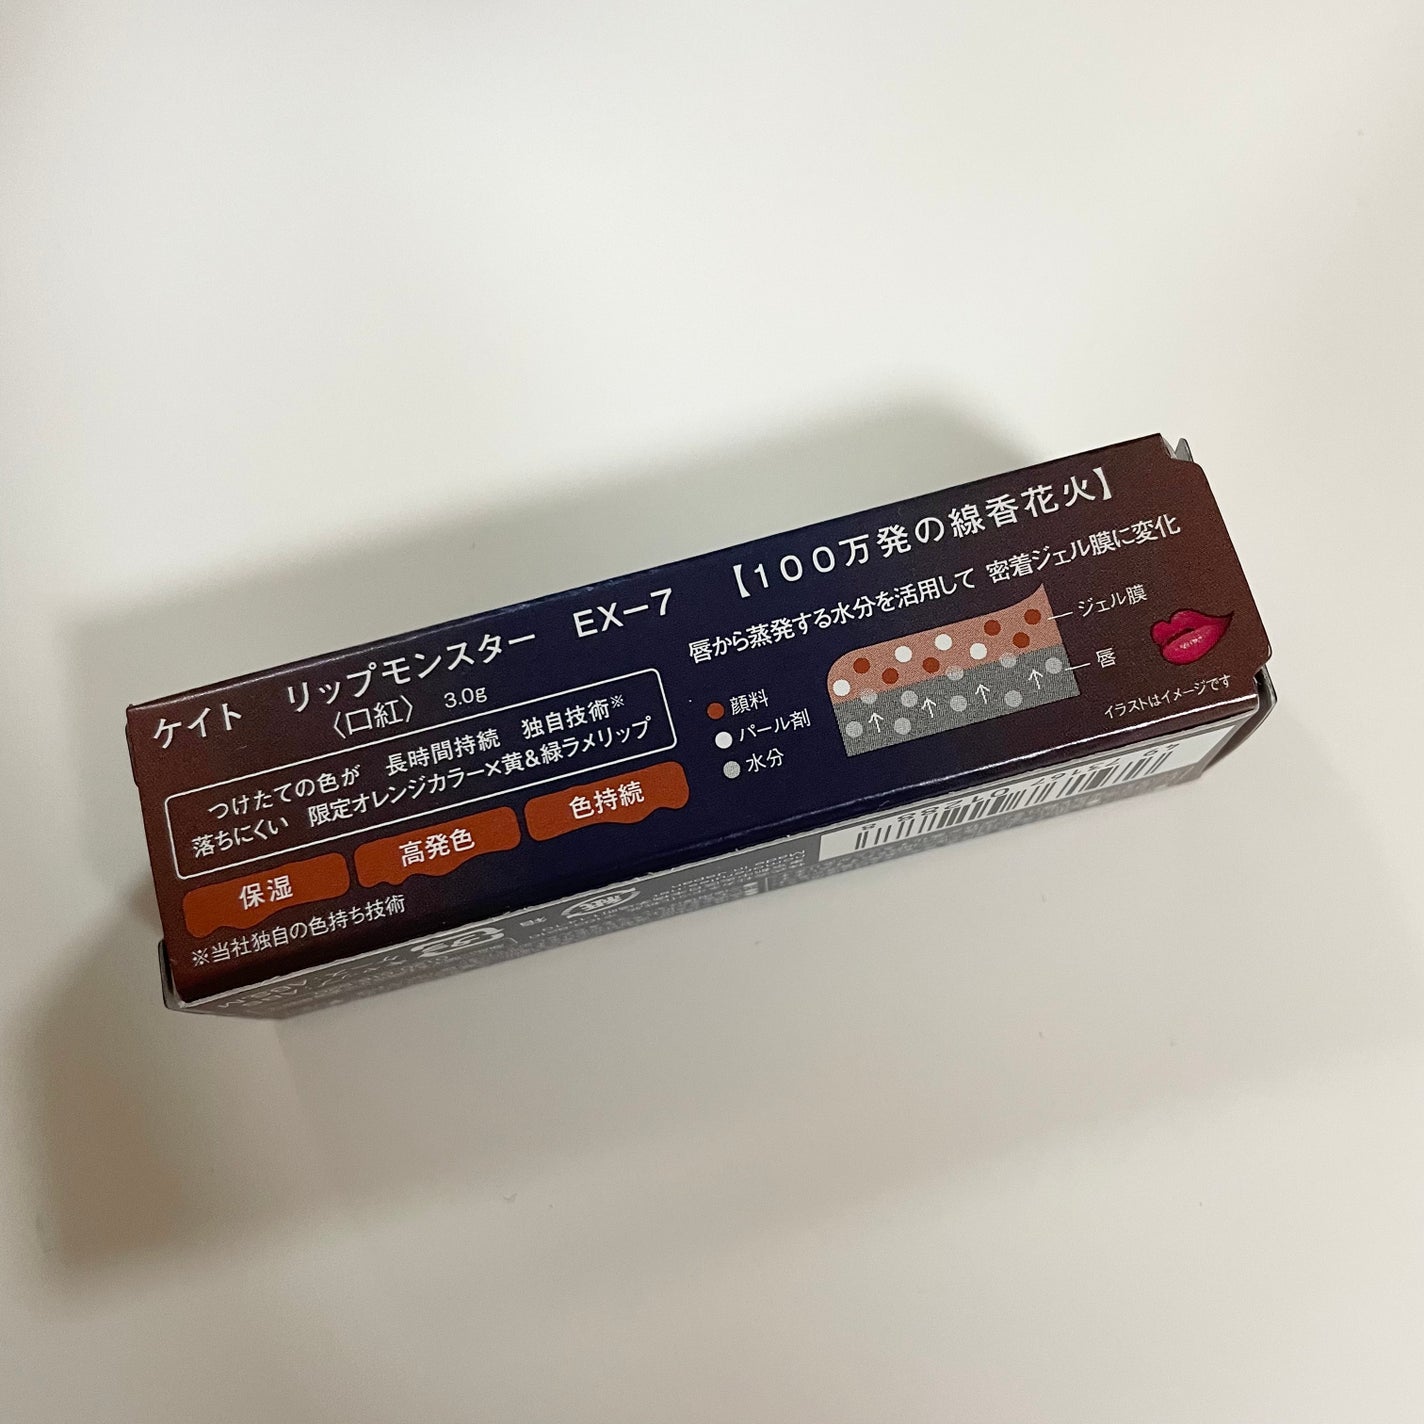 ケイト リップモンスター EX−7 【100万発の線香花火】
〈口紅〉 3.0g
つけたての色が 長時間持続 独自技術※
落ちにくい 限定オレンジカラー×黄&緑ラメリップ
保湿
高発色
色持続
※当社独自の色持ち技術
唇から蒸発する水分を活用して 密着ジェル膜に変化
顔料
パール剤
水分
ジェル膜
唇
イラストはイメージです